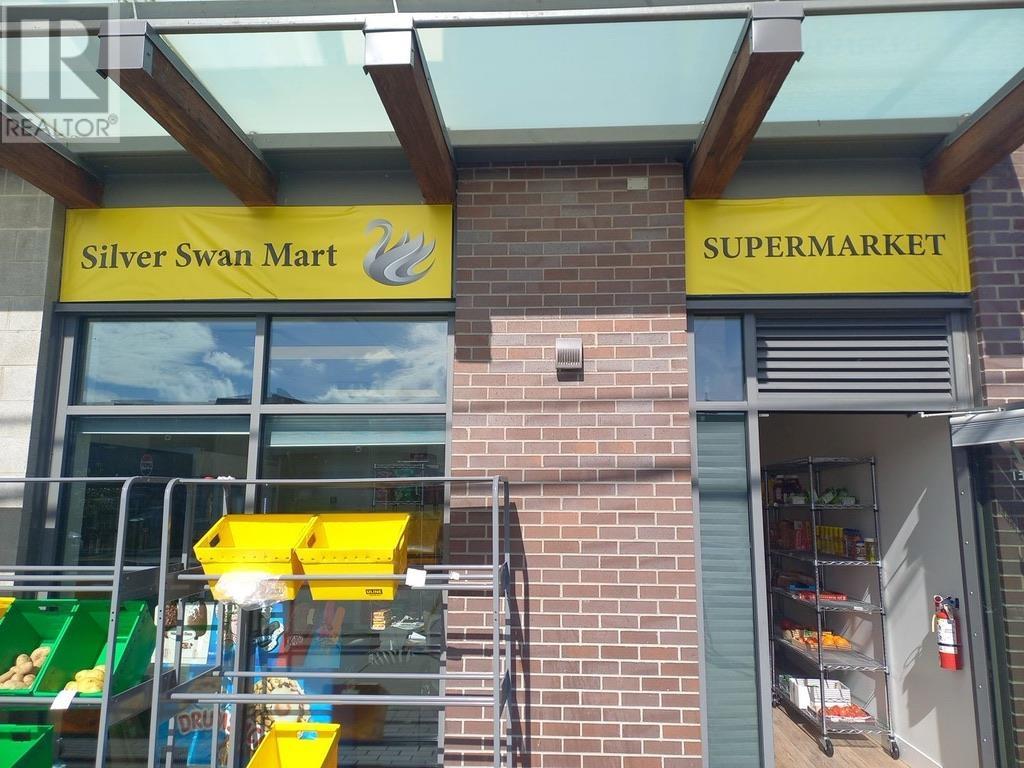 REALTOR®
Silver Swan Mart
SUPERMARKET
ULINE
DRUM